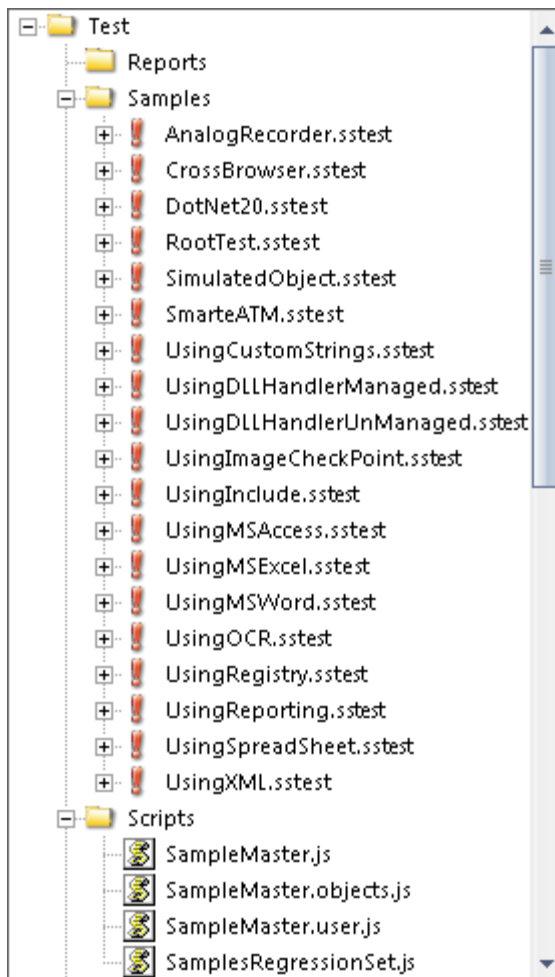 Test
Reports
Samples
AnalogRecorder.sstest
CrossBrowser.sstest
DotNet20.sstest
RootTest.sstest
SimulatedObject.sstest
SmarteATM.sstest
UsingCustomStrings.sstest
UsingDLLHandlerManaged.sstest
UsingDLLHandlerUnManaged.sstest
UsingImageCheckPoint.sstest
UsingInclude.sstest
UsingMSAccess.sstest
UsingMSExcel.sstest
UsingMSWord.sstest
UsingOCR.sstest
UsingRegistry.sstest
UsingReporting.sstest
UsingSpreadSheet.sstest
UsingXML.sstest
Scripts
SampleMaster.js
SampleMaster.objects.js
SampleMaster.user.js
SamplesRegressionSet.js